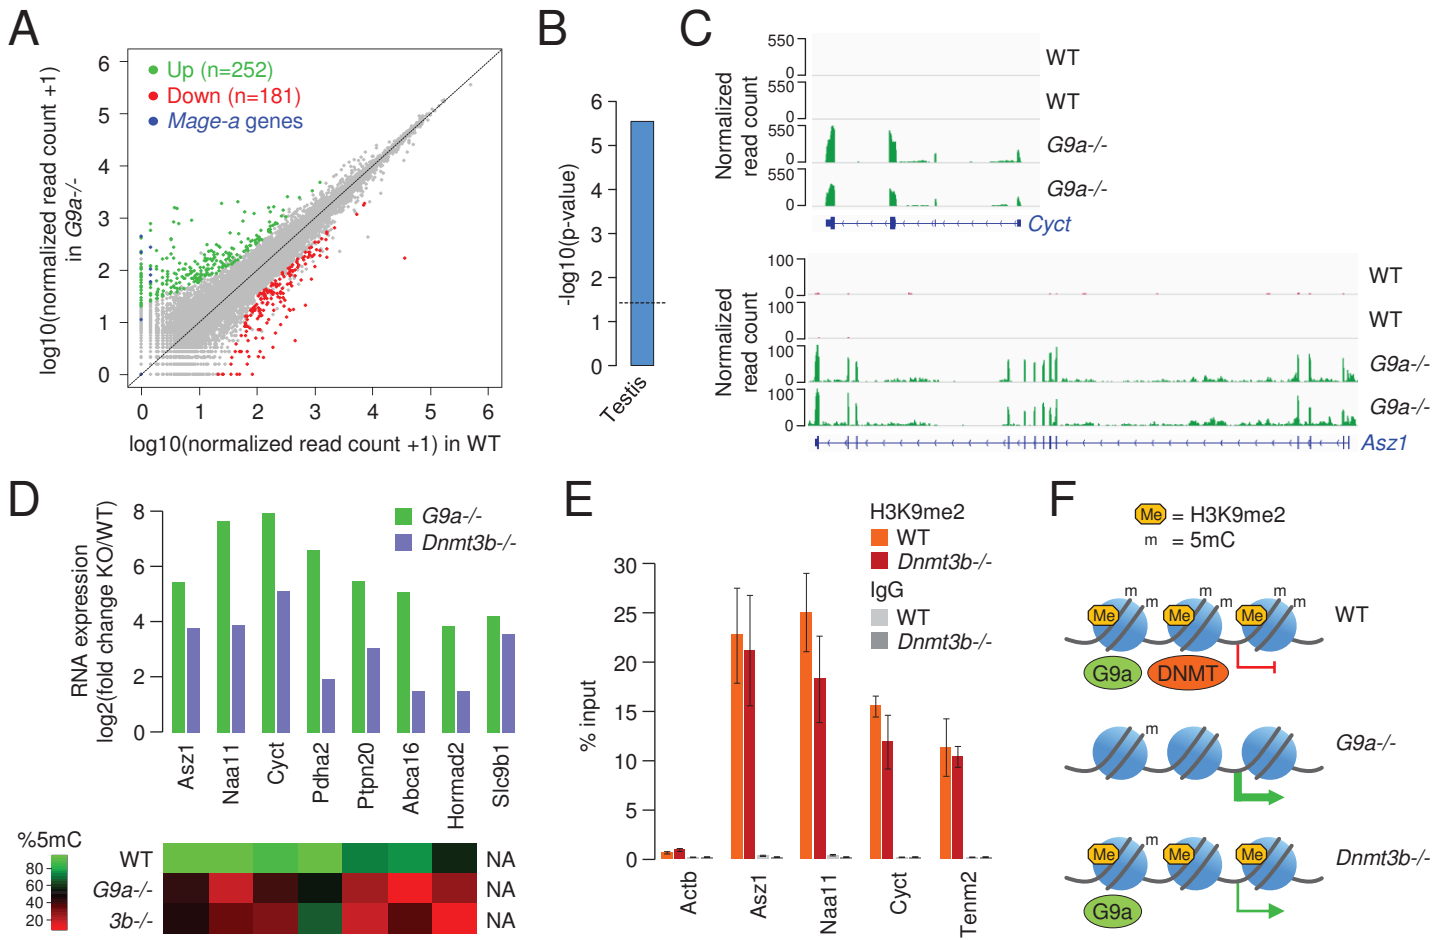 A
log10(normalized read count +1)
in G9a-/-
6
5
4
3
2
1
0
Up (n=252)
Down (n=181)
Mage-a genes
0 1 2 3 4 5 6
log10(normalized read count +1) in WT
B
-log10(p-value)
6
5
4
3
2
1
0
Testis
C
Normalized
read count
550
0
WT
550
0
WT
550
0
G9a-/-
550
0
G9a-/-
Cyct
Normalized
read count
100
0
WT
100
0
WT
100
0
G9a-/-
100
0
G9a-/-
Asz1
D
RNA expression
log2(fold change KO/WT)
8
6
4
2
0
G9a-/-
Dnmt3b-/-
Asz1 Naa11 Cyct Pdha2 Ptpn20 Abca16 Hormad2 Slc9b1
%5mC
80
60
40
20
WT NA
G9a-/- NA
3b-/- NA
E
% input
30
25
20
15
10
5
0
H3K9me2
WT
Dnmt3b-/-
IgG
WT
Dnmt3b-/-
Actb Asz1 Naa11 Cyct Tenm2
F
Me = H3K9me2
m = 5mC
m m m m m m
Me Me Me
WT
G9a DNMT
m
G9a-/-
m m
Me Me Me
Dnmt3b-/-
G9a